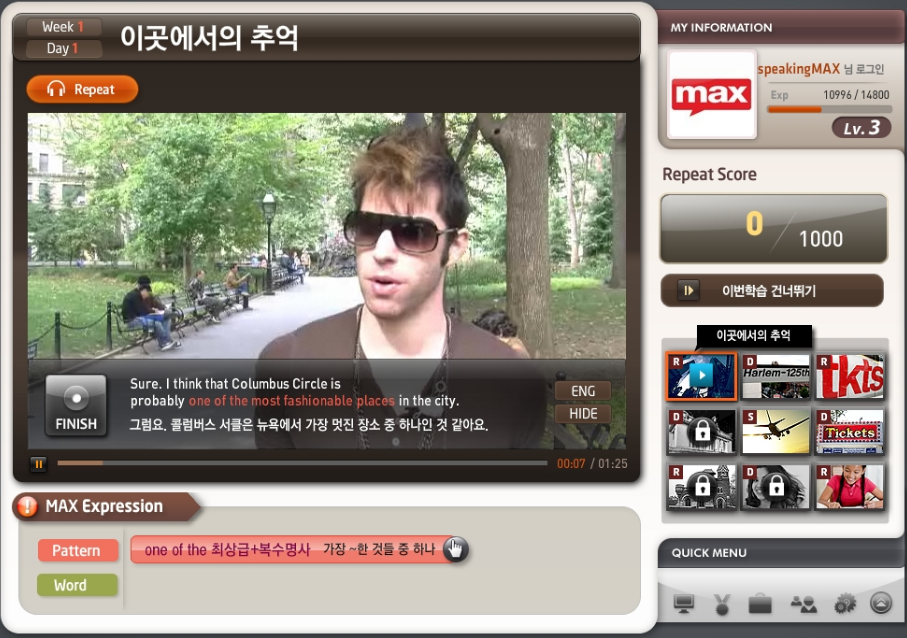 Week 1
Day 1
이곳에서의 추억
Repeat
Sure. I think that Columbus Circle is
probably one of the most fashionable places in the city.
그럼요. 콜럼버스 서클은 뉴욕에서 가장 멋진 장소 중 하나인 것 같아요.
FINISH
ENG
HIDE
00:07 / 01:25
MAX Expression
Pattern
one of the 최상급+복수명사 가장 ~한 것들 중 하나
Word
MY INFORMATION
max
speakingMAX 님 로그인
Exp 10996 / 14800
Lv. 3
Repeat Score
0 / 1000
이번학습 건너뛰기
이곳에서의 추억
R
D
Harlem-125th
R
tkts
D
S
D
Tickets
R
D
R
QUICK MENU